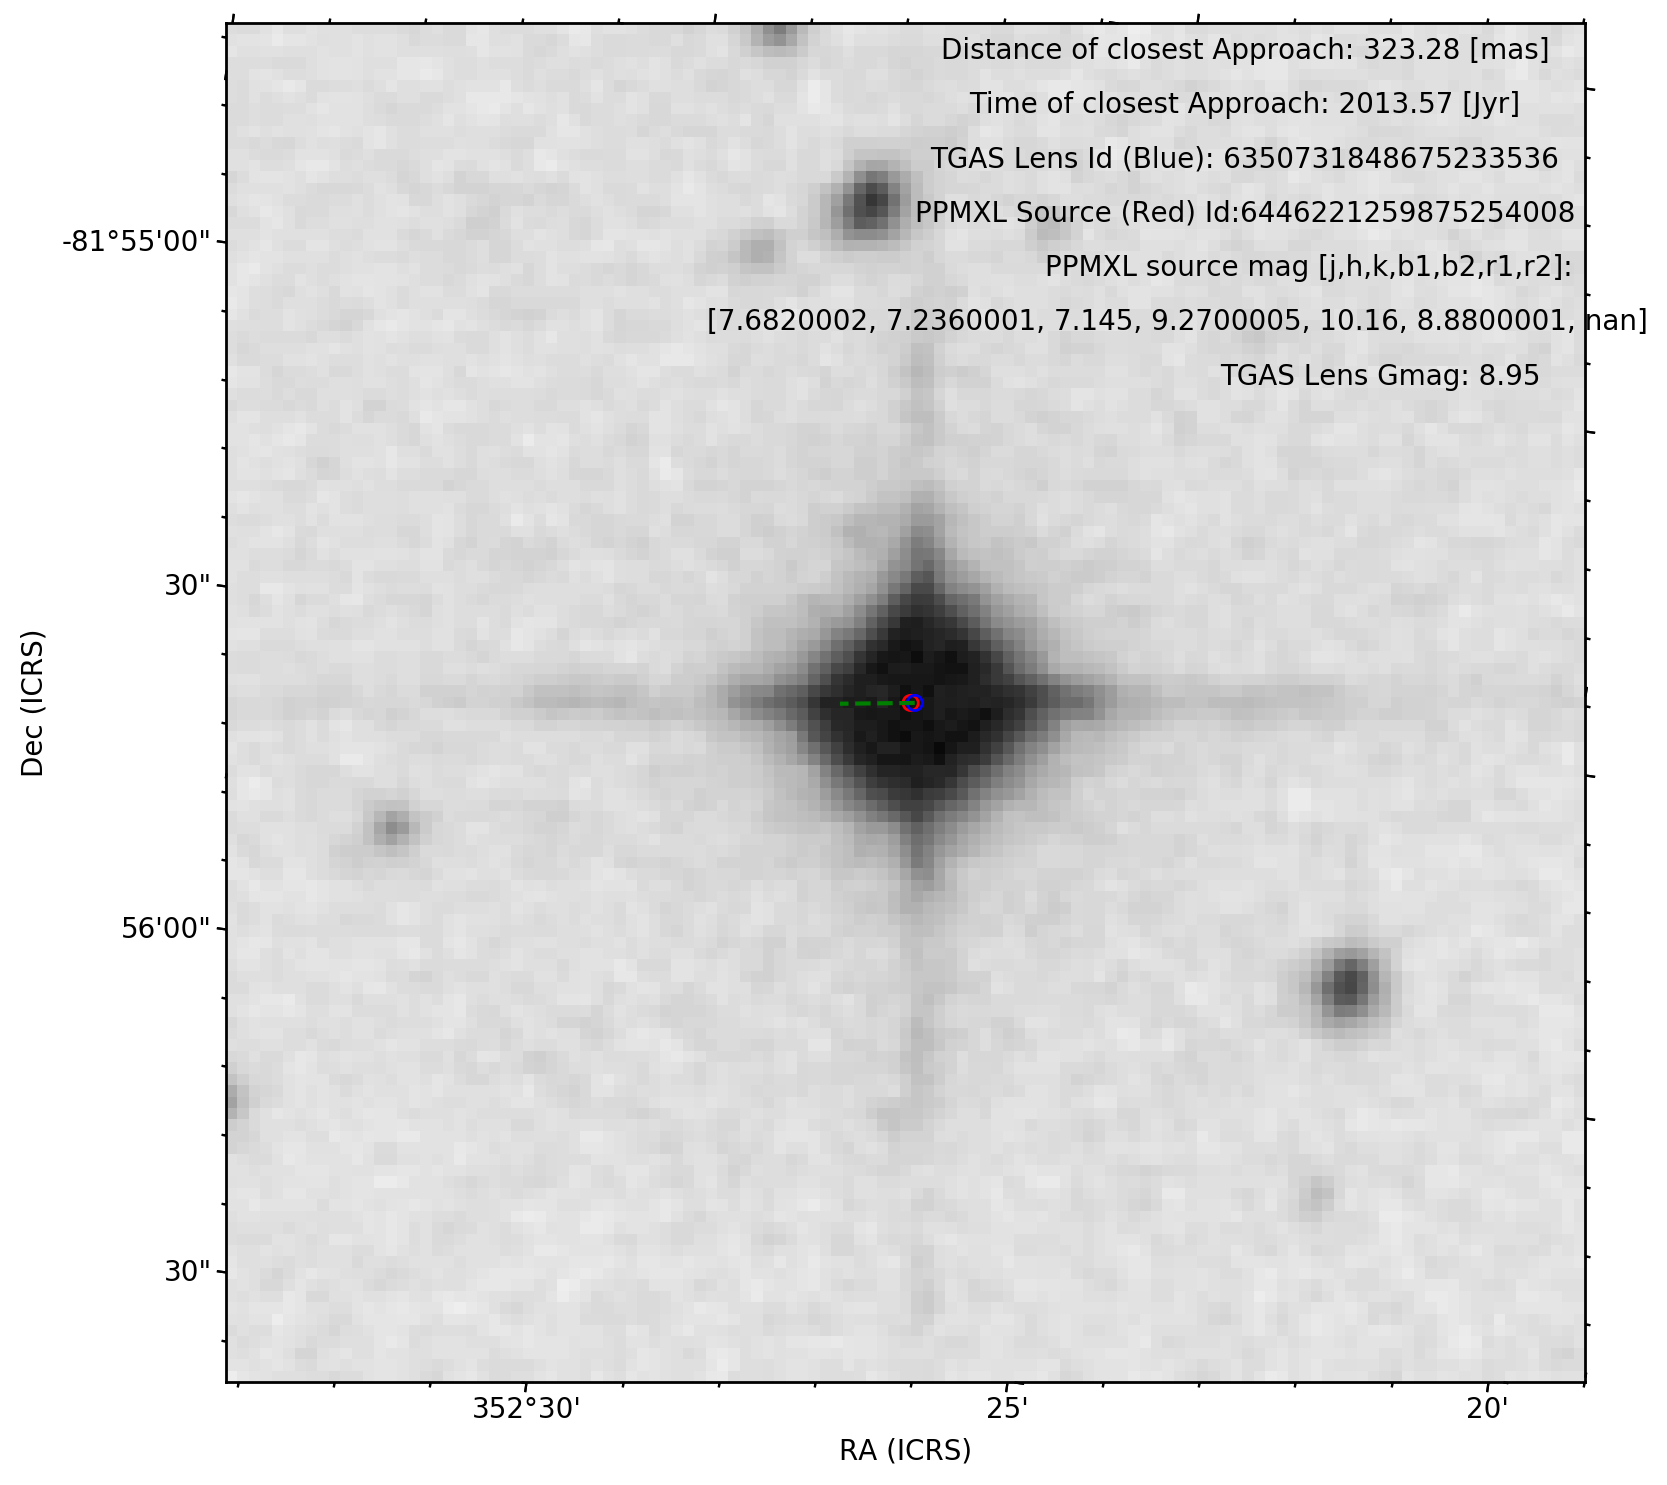 Distance of closest Approach: 323.28 [mas]
Time of closest Approach: 2013.57 [Jyr]
TGAS Lens Id (Blue): 6350731848675233536
PPMXL Source (Red) Id:6446221259875254008
PPMXL source mag [j,h,k,b1,b2,r1,r2]:
[7.6820002, 7.2360001, 7.145, 9.2700005, 10.16, 8.8800001, nan]
TGAS Lens Gmag: 8.95
-81°55'00"
30"
56'00"
30"
Dec (ICRS)
352°30'
25'
20'
RA (ICRS)